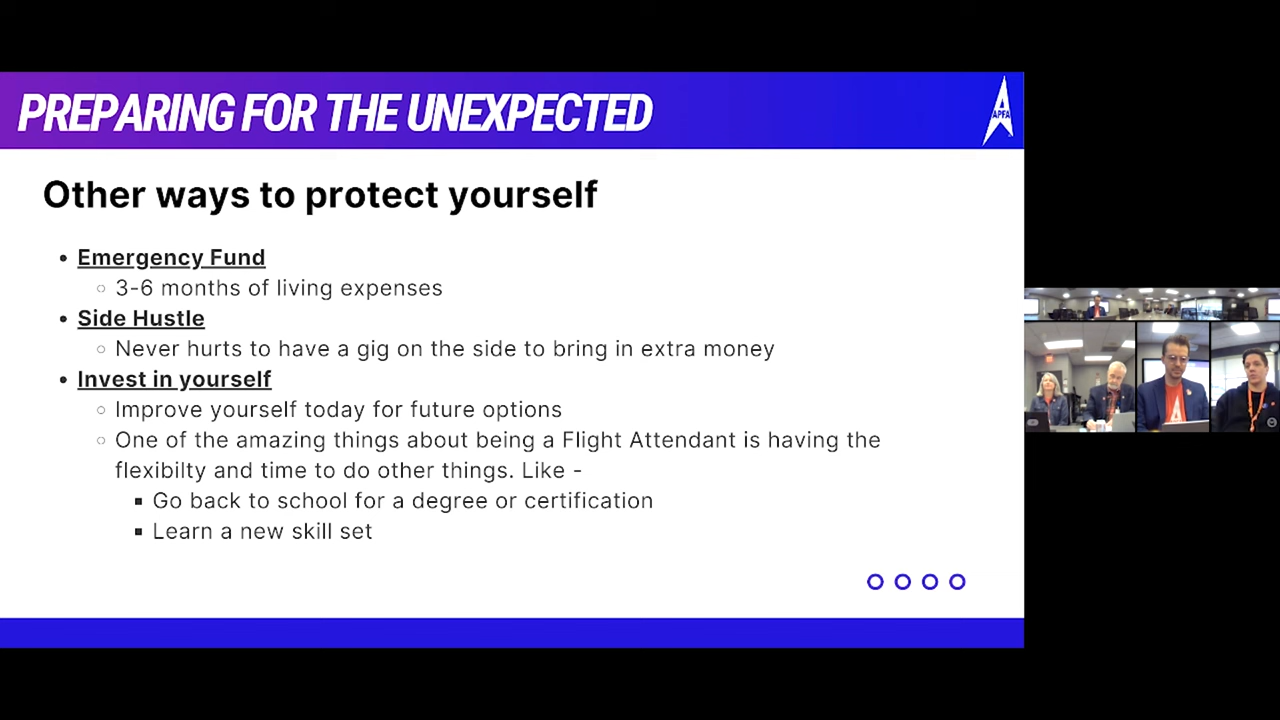 PREPARING FOR THE UNEXPECTED
APFA
Other ways to protect yourself
• Emergency Fund
○ 3-6 months of living expenses
• Side Hustle
○ Never hurts to have a gig on the side to bring in extra money
• Invest in yourself
○ Improve yourself today for future options
○ One of the amazing things about being a Flight Attendant is having the
flexibilty and time to do other things. Like -
▪ Go back to school for a degree or certification
▪ Learn a new skill set